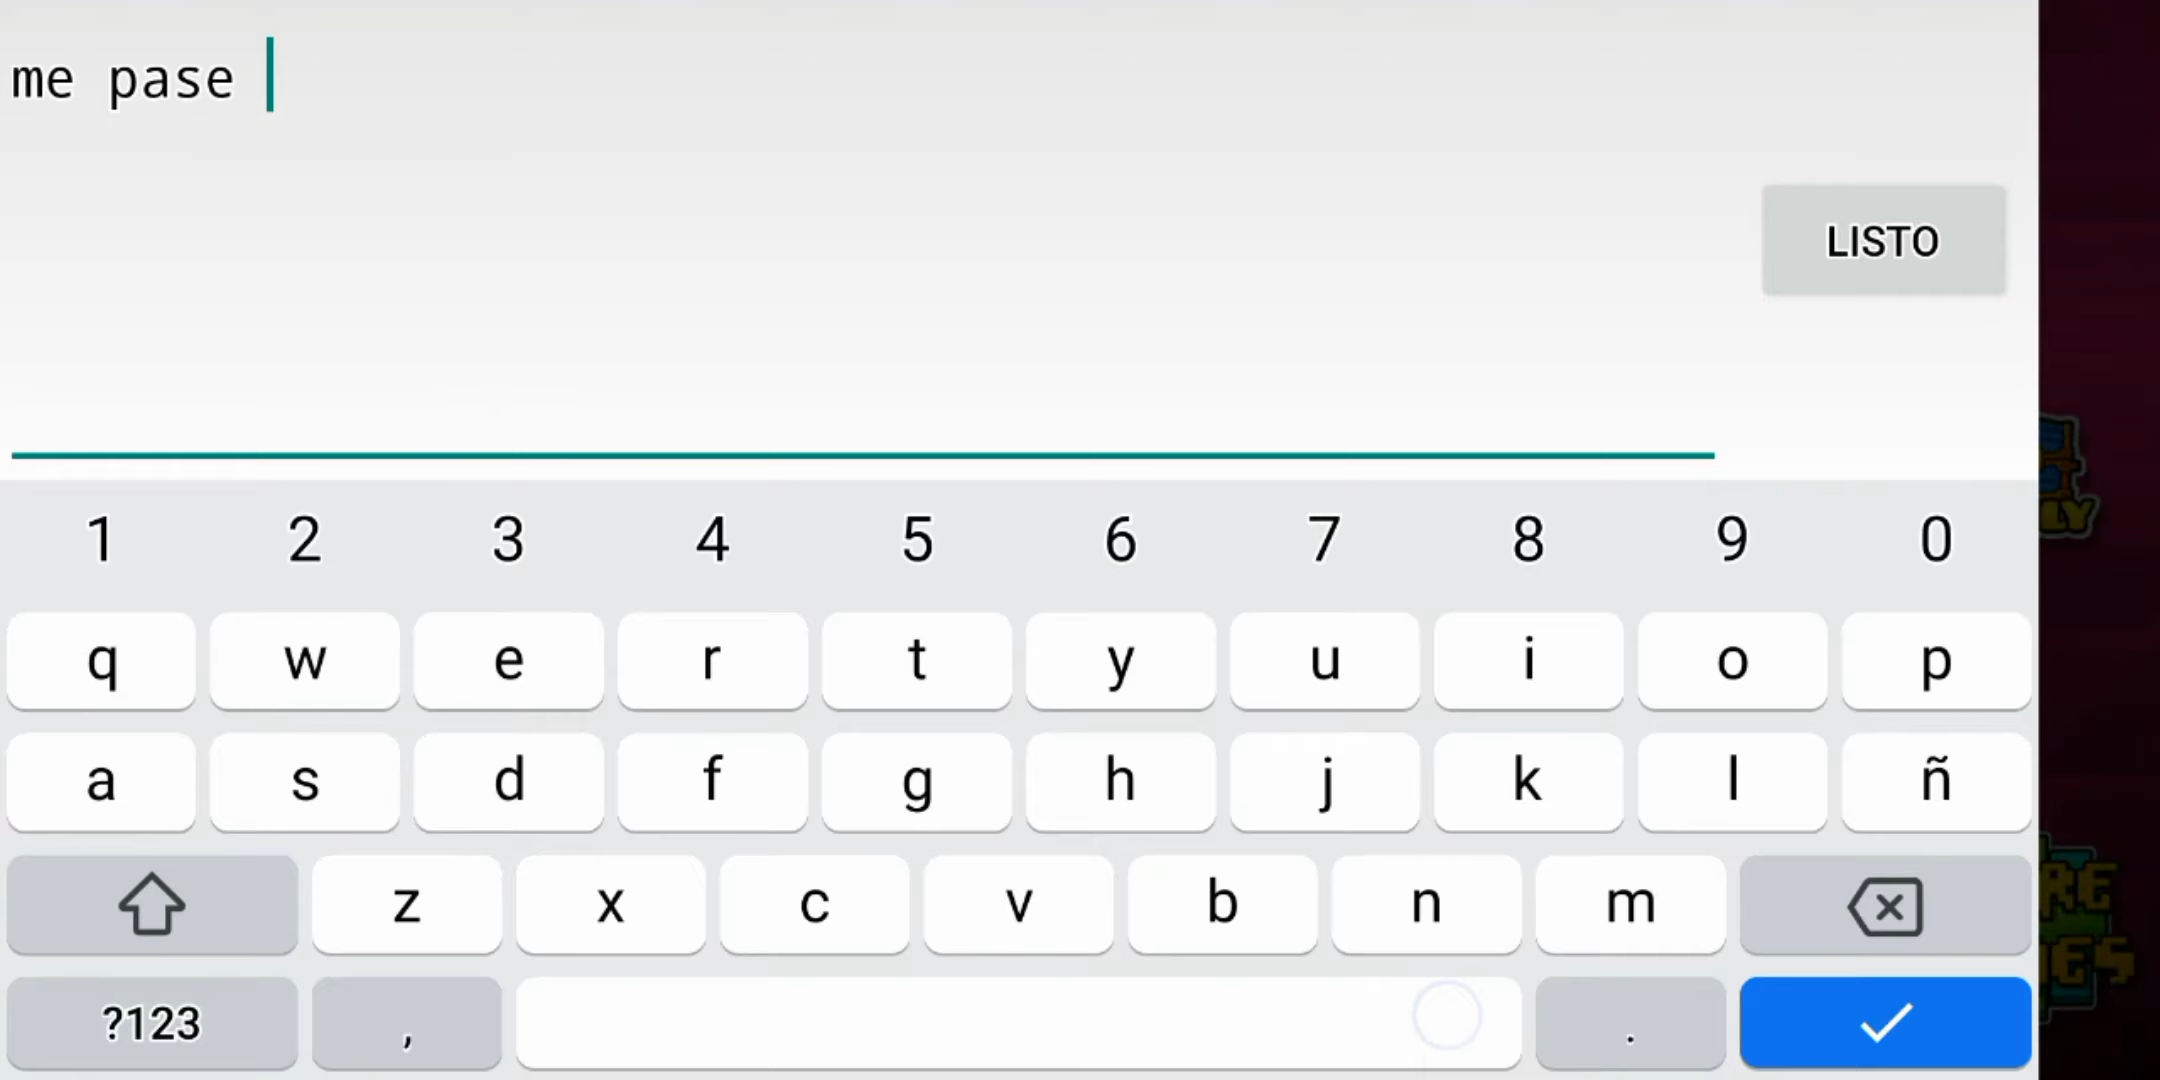 me pase
LISTO
1 2 3 4 5 6 7 8 9 0
q w e r t y u i o p
a s d f g h j k l ñ
z x c v b n m
?123 , .